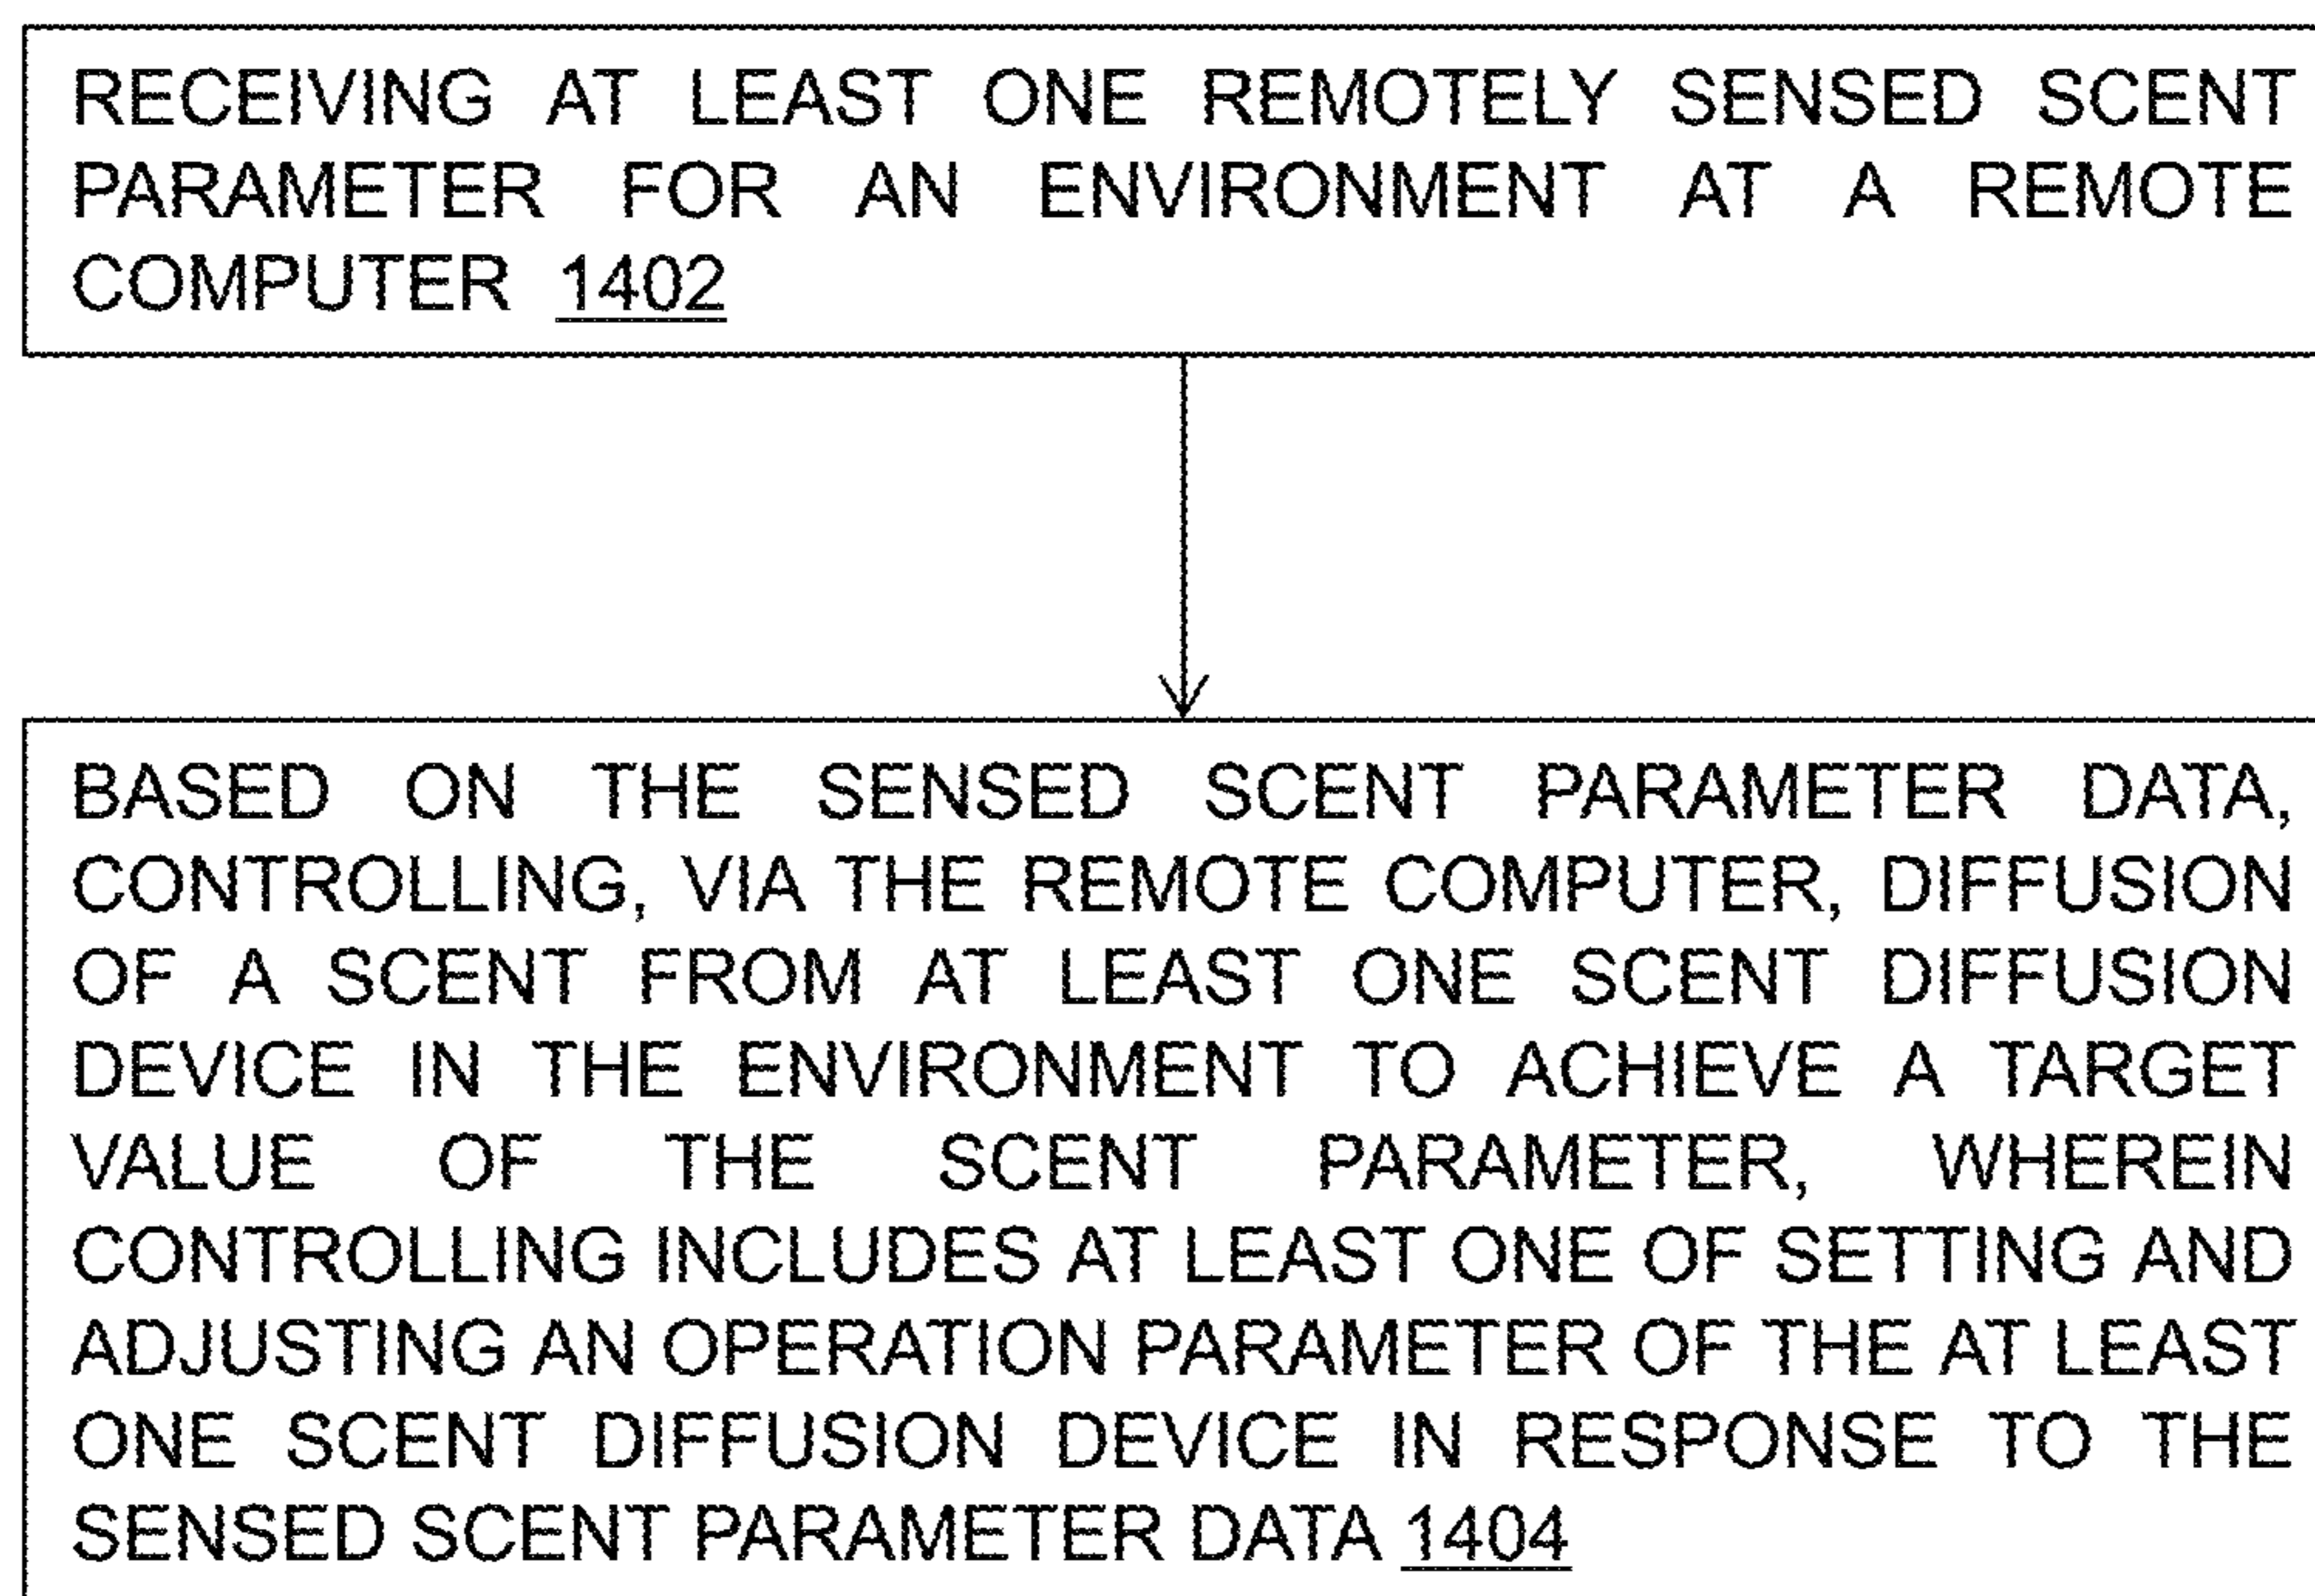 RECEIVING AT LEAST ONE REMOTELY SENSED SCENT
PARAMETER FOR AN ENVIRONMENT AT A REMOTE
COMPUTER 1402
BASED ON THE SENSED SCENT PARAMETER DATA,
CONTROLLING, VIA THE REMOTE COMPUTER, DIFFUSION
OF A SCENT FROM AT LEAST ONE SCENT DIFFUSION
DEVICE IN THE ENVIRONMENT TO ACHIEVE A TARGET
VALUE OF THE SCENT PARAMETER, WHEREIN
CONTROLLING INCLUDES AT LEAST ONE OF SETTING AND
ADJUSTING AN OPERATION PARAMETER OF THE AT LEAST
ONE SCENT DIFFUSION DEVICE IN RESPONSE TO THE
SENSED SCENT PARAMETER DATA 1404